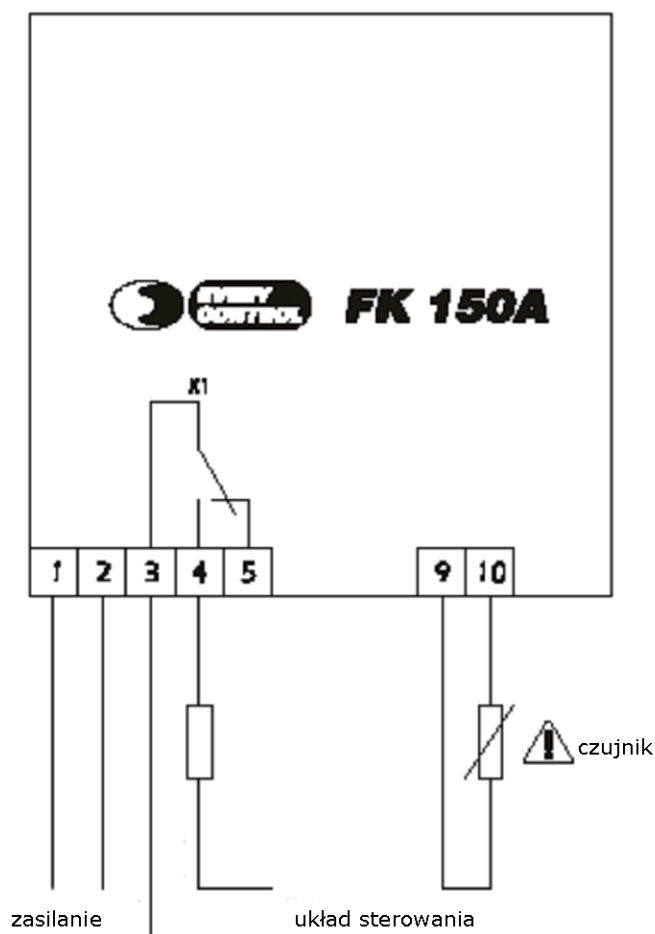 EVERY
CONTROL
FK 150A
K1
1 2 3 4 5 9 10
czujnik
zasilanie
układ sterowania